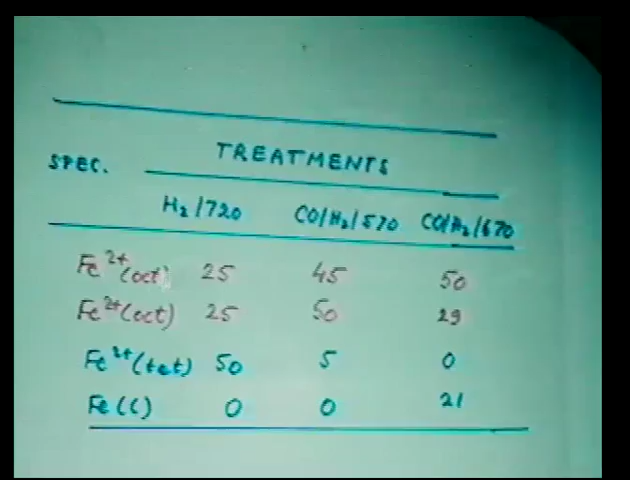 TREATMENTS
SPEC.
H₂/720 CO/H₂/570 CO/H₂/670
Fe²⁺(oct) 25 45 50
Fe²⁺(oct) 25 50 29
Fe (tet) 50 5 0
Fe(C) 0 0 21